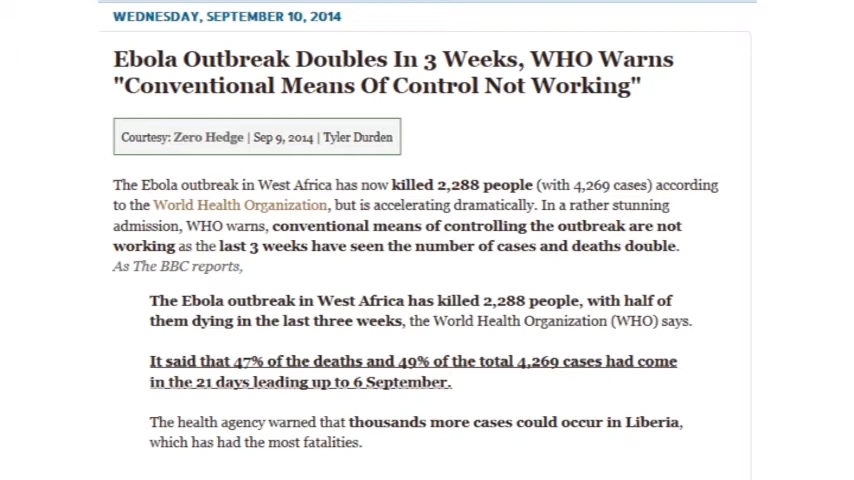 WEDNESDAY, SEPTEMBER 10, 2014
Ebola Outbreak Doubles In 3 Weeks, WHO Warns
"Conventional Means Of Control Not Working"
Courtesy: Zero Hedge | Sep 9, 2014 | Tyler Durden
The Ebola outbreak in West Africa has now killed 2,288 people (with 4,269 cases) according
to the World Health Organization, but is accelerating dramatically. In a rather stunning
admission, WHO warns, conventional means of controlling the outbreak are not
working as the last 3 weeks have seen the number of cases and deaths double.
As The BBC reports,
The Ebola outbreak in West Africa has killed 2,288 people, with half of
them dying in the last three weeks, the World Health Organization (WHO) says.
It said that 47% of the deaths and 49% of the total 4,269 cases had come
in the 21 days leading up to 6 September.
The health agency warned that thousands more cases could occur in Liberia,
which has had the most fatalities.